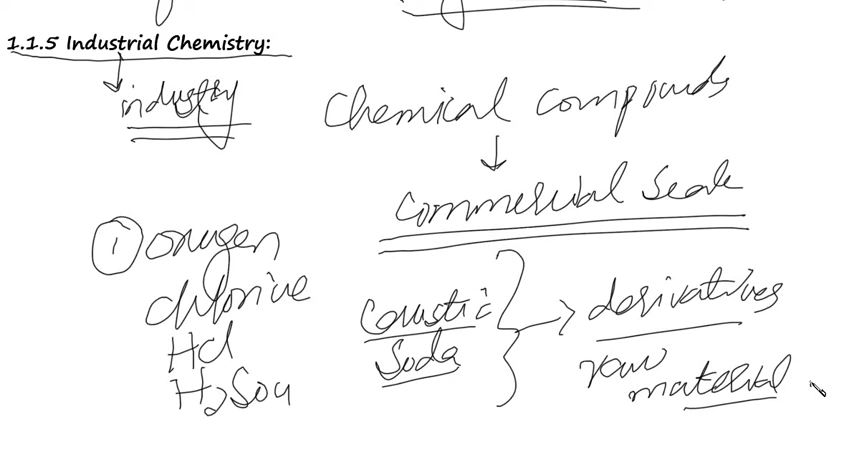 1.1.5 Industrial Chemistry:
industry
Chemical compounds
Commercial Scale
1 oxygen
chlorine
HCl
H2SO4
Caustic
Soda
derivatives
raw
material